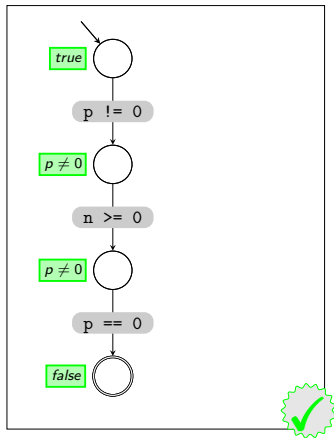 true
p != 0
p ≠ 0
n >= 0
p ≠ 0
p == 0
false